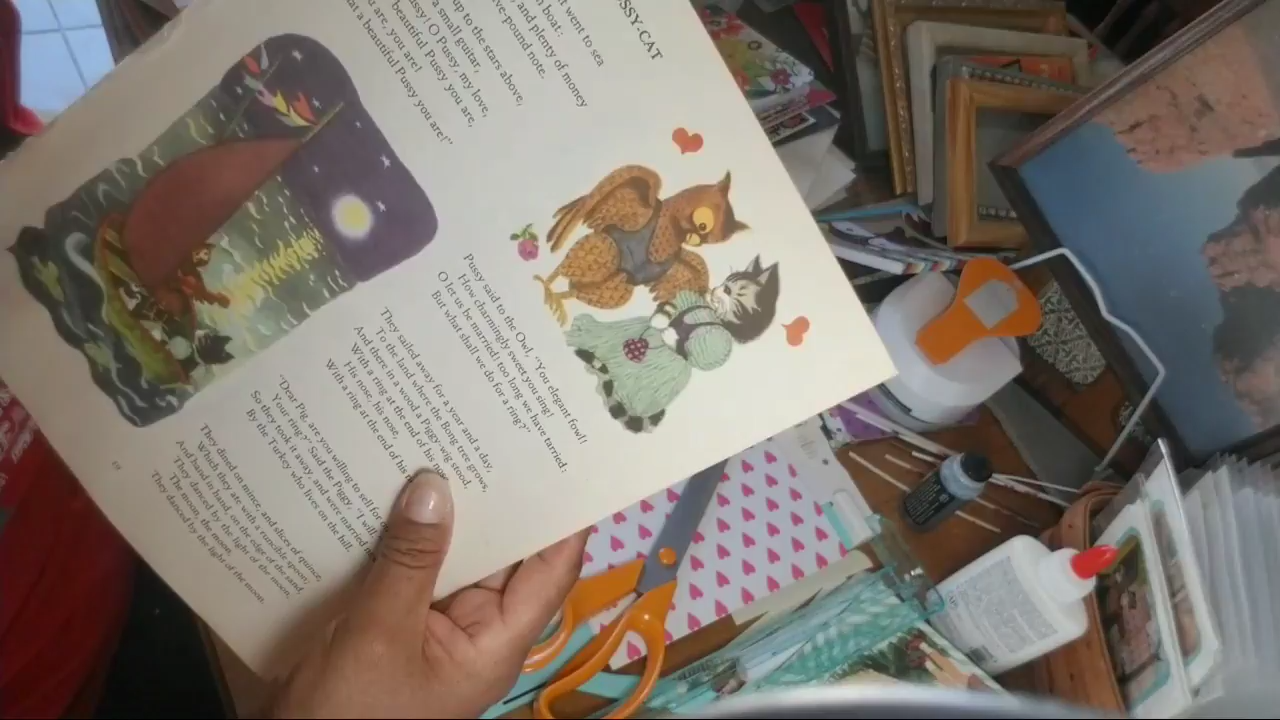 USSY-CAT
went to sea
boat:
and plenty of money
ve-pound note.
up to the stars above,
a small guitar,
ussy! O Pussy, my love,
beautiful Pussy you are,
are, you are!
at a beautiful Pussy you are!"
Pussy said to the Owl, "You elegant fowl!
How charmingly sweet you sing!
O let us be married! too long we have tarried:
But what shall we do for a ring?"
They sailed away for a year and a day,
To the land where the Bong tree grows,
And there in a wood a Piggy-wig stood,
With a ring at the end of his nose,
His nose, his nose,
With a ring at the end of his
"Dear Pig, are you willing to sell for
Your ring?" Said the Piggy, "I will."
So they took it away, and were married
By the Turkey who lives on the hill.
They dined on mince, and slices of quince,
Which they ate with a runcible spoon;
And hand in hand, on the edge of the sand,
They danced by the light of the moon,
The moon, the moon,
They danced by the light of the moon.